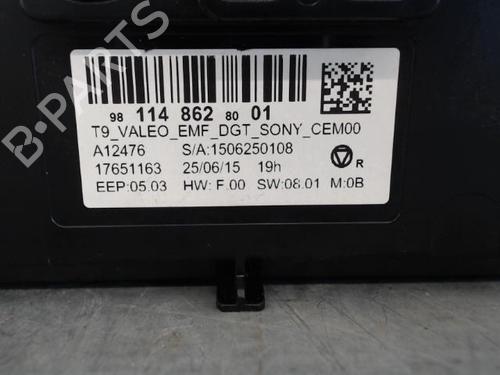 B-PARTS
98 114 862 80 01
T9_VALEO_EMF_DGT_SONY_CEM00
A12476 S/A:1506250108
17651163 25/06/15 19h
R
EEP:05.03 HW: F.00 SW:08.01 M:0B